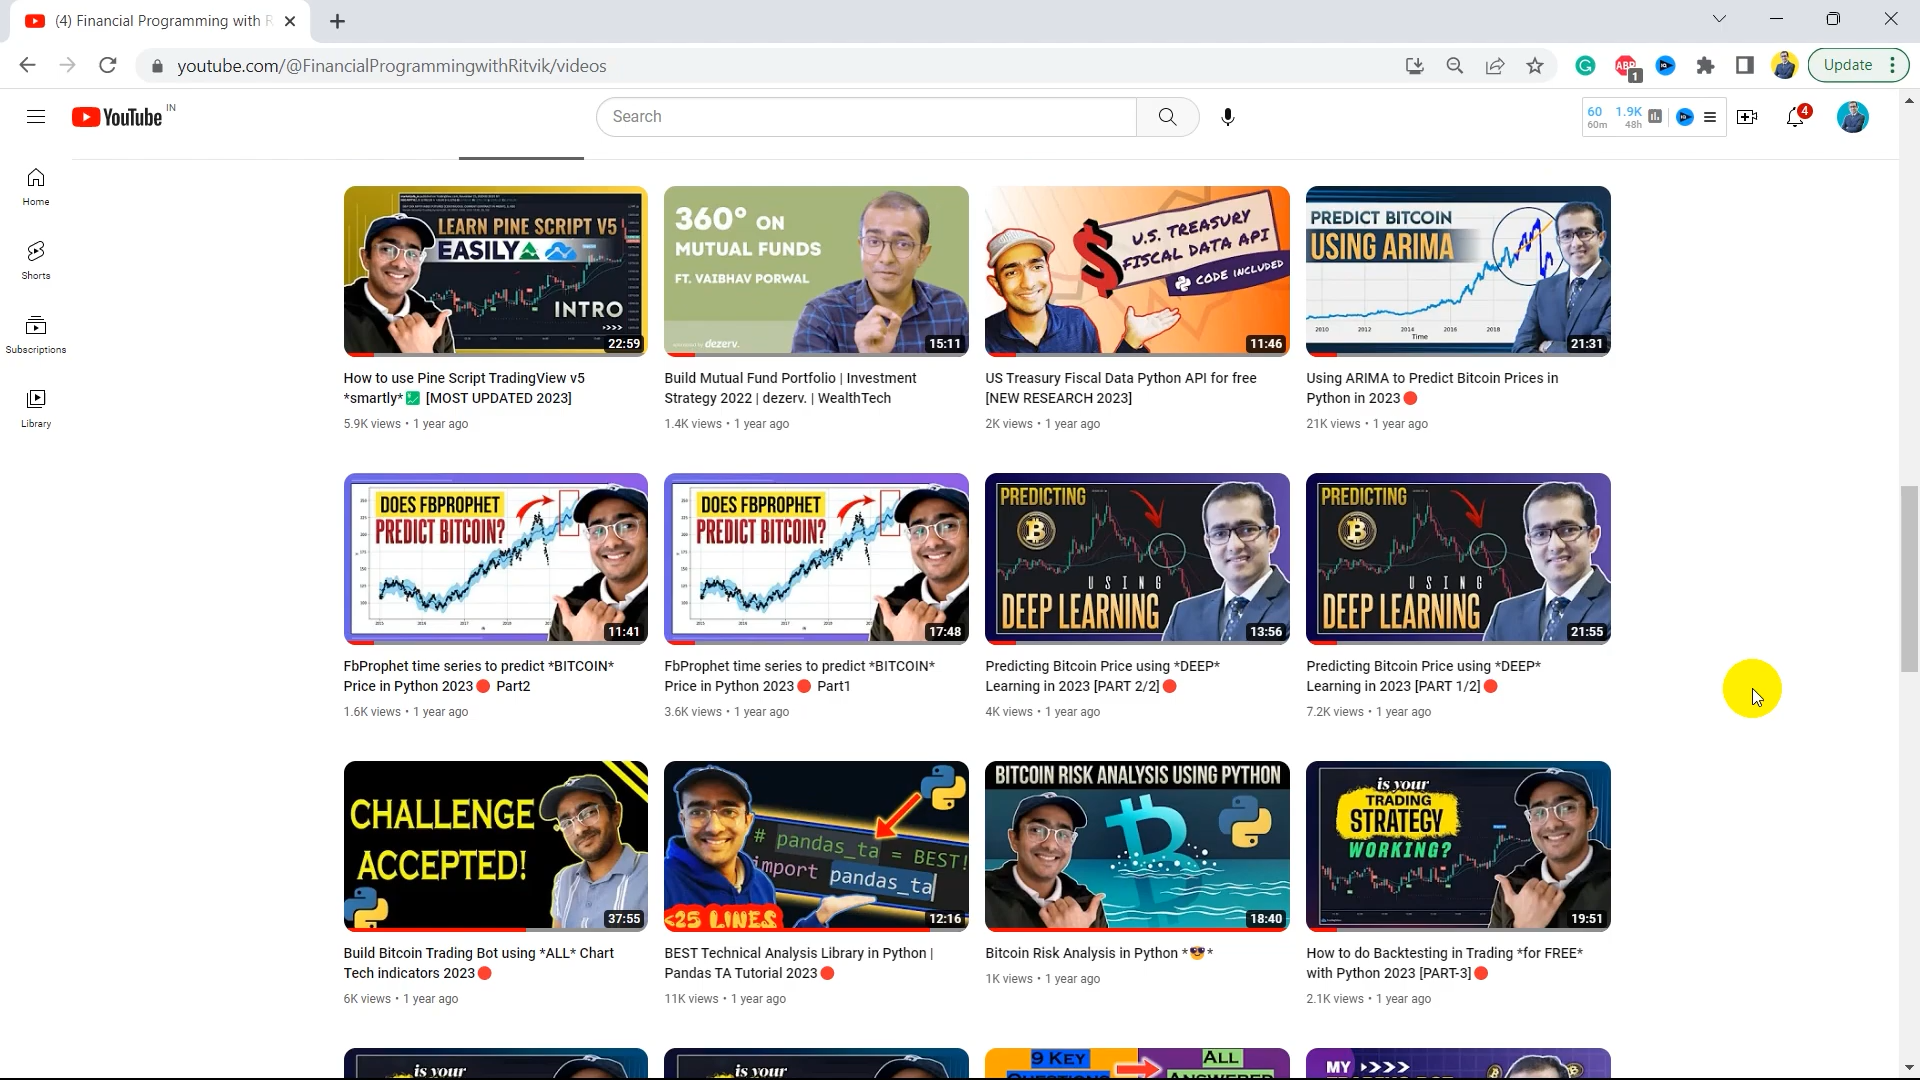 (4) Financial Programming with R
youtube.com/@FinancialProgrammingwithRitvik/videos
ABP
1
Update
YouTube
IN
Search
60
60m
1.9K
48h
4
Home
Shorts
Subscriptions
Library
LEARN PINE SCRIPT V5
EASILY
INTRO
>>>>
22:59
How to use Pine Script TradingView v5
*smartly* [MOST UPDATED 2023]
5.9K views • 1 year ago
360° ON
MUTUAL FUNDS
FT. VAIBHAV PORWAL
dezerv.
15:11
Build Mutual Fund Portfolio | Investment
Strategy 2022 | dezerv. | WealthTech
1.4K views • 1 year ago
U.S. TREASURY
FISCAL DATA API
CODE INCLUDED
11:46
US Treasury Fiscal Data Python API for free
[NEW RESEARCH 2023]
2K views • 1 year ago
PREDICT BITCOIN
USING ARIMA
2010 2012 2014 2016 2018
Time
21:31
Using ARIMA to Predict Bitcoin Prices in
Python in 2023
21K views • 1 year ago
DOES FBPROPHET
PREDICT BITCOIN?
11:41
FbProphet time series to predict *BITCOIN*
Price in Python 2023 Part2
1.6K views • 1 year ago
DOES FBPROPHET
PREDICT BITCOIN?
17:48
FbProphet time series to predict *BITCOIN*
Price in Python 2023 Part1
3.6K views • 1 year ago
PREDICTING
USING
DEEP LEARNING
13:56
Predicting Bitcoin Price using *DEEP*
Learning in 2023 [PART 2/2]
4K views • 1 year ago
PREDICTING
USING
DEEP LEARNING
21:55
Predicting Bitcoin Price using *DEEP*
Learning in 2023 [PART 1/2]
7.2K views • 1 year ago
CHALLENGE
ACCEPTED!
37:55
Build Bitcoin Trading Bot using *ALL* Chart
Tech indicators 2023
6K views • 1 year ago
# pandas_ta = BEST!
import pandas_ta
<25 LINES
12:16
BEST Technical Analysis Library in Python |
Pandas TA Tutorial 2023
11K views • 1 year ago
BITCOIN RISK ANALYSIS USING PYTHON
18:40
Bitcoin Risk Analysis in Python *😎*
1K views • 1 year ago
is your
TRADING
STRATEGY
WORKING?
19:51
How to do Backtesting in Trading *for FREE*
with Python 2023 [PART-3]
2.1K views • 1 year ago
is your
is your
9 KEY
QUESTIONS
ALL
ANSWERED
MY >>>>